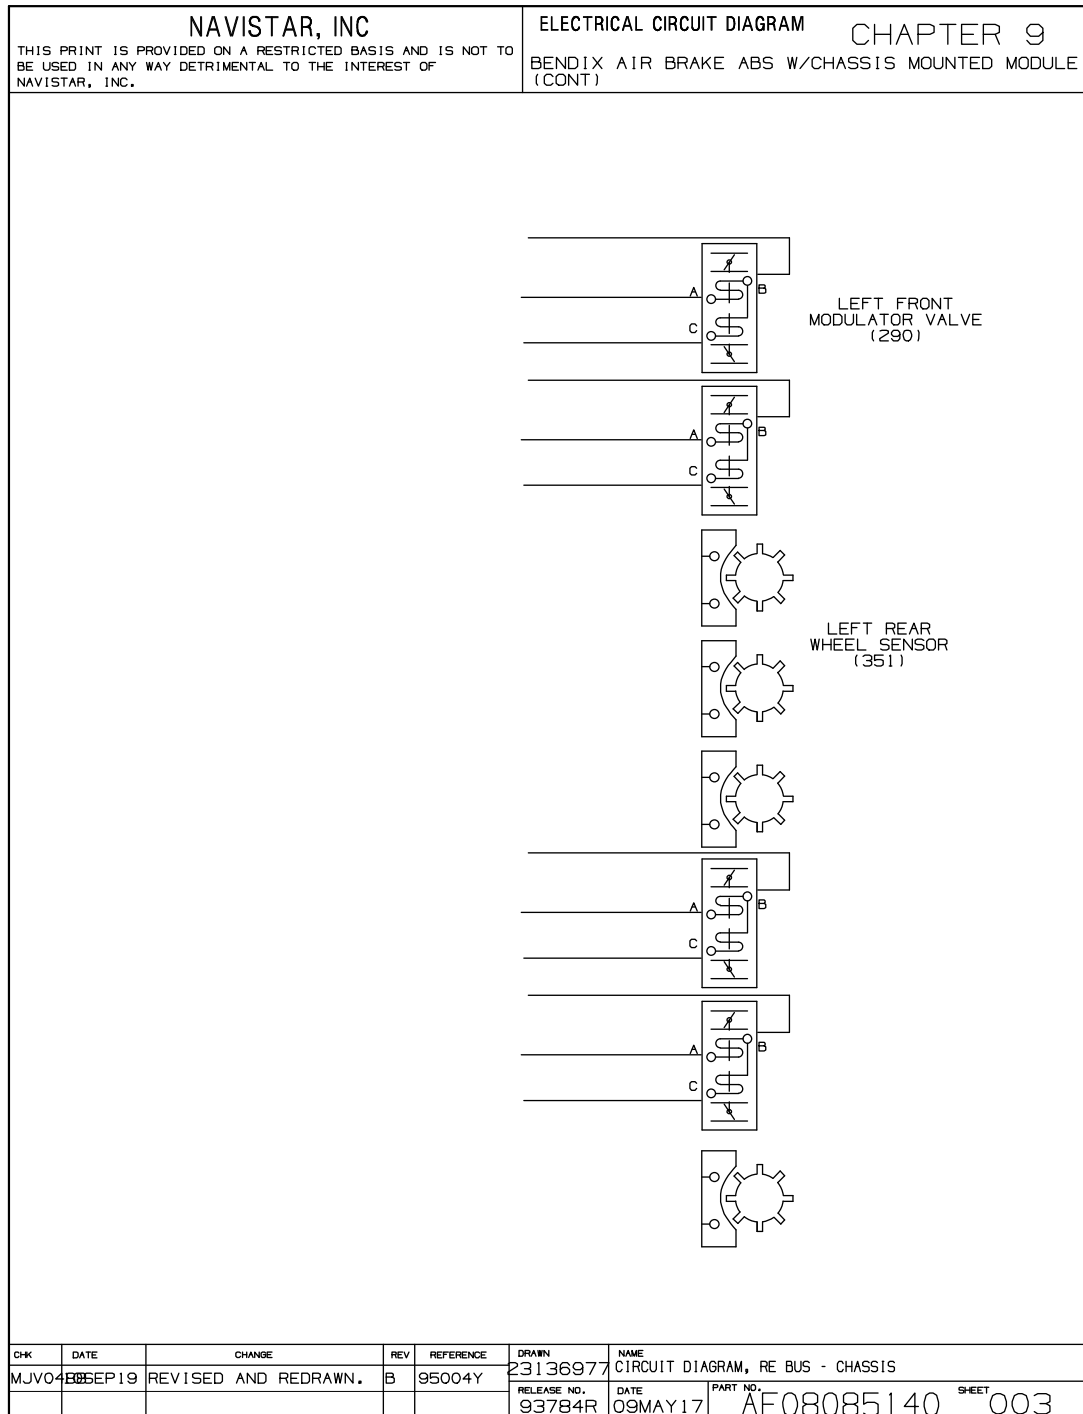 NAVISTAR, INC
THIS PRINT IS PROVIDED ON A RESTRICTED BASIS AND IS NOT TO
BE USED IN ANY WAY DETRIMENTAL TO THE INTEREST OF
NAVISTAR, INC.
ELECTRICAL CIRCUIT DIAGRAM
CHAPTER 9
BENDIX AIR BRAKE ABS W/CHASSIS MOUNTED MODULE
(CONT)
A
B
C
LEFT FRONT
MODULATOR VALVE
(290)
A
B
C
LEFT REAR
WHEEL SENSOR
(351)
A
B
C
A
B
C
CHK DATE CHANGE REV REFERENCE
REVISED AND REDRAWN. B 95004Y
DRAWN
23136977
NAME
CIRCUIT DIAGRAM, RE BUS - CHASSIS
RELEASE NO.
93784R
DATE
09MAY17
PART NO.
AF08085140
SHEET
003